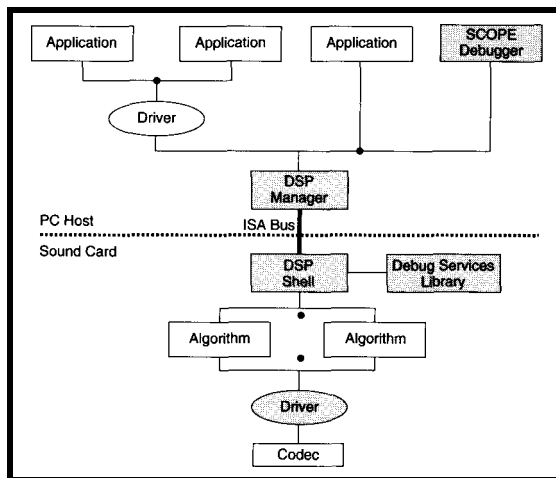 Application
Application
Application
SCOPE
Debugger
Driver
DSP
Manager
PC Host
ISA Bus
Sound Card
DSP
Shell
Debug Services
Library
Algorithm
Algorithm
Driver
Codec